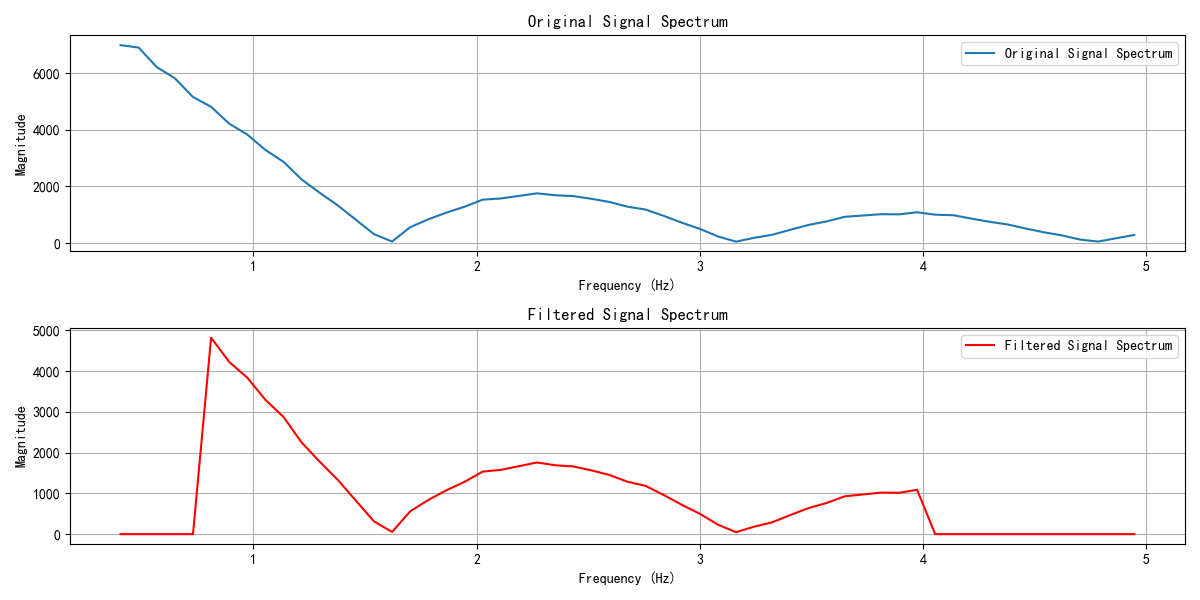 Original Signal Spectrum
Original Signal Spectrum
Magnitude
6000
4000
2000
0
1
2
3
4
5
Frequency (Hz)
Filtered Signal Spectrum
Filtered Signal Spectrum
Magnitude
5000
4000
3000
2000
1000
0
1
2
3
4
5
Frequency (Hz)